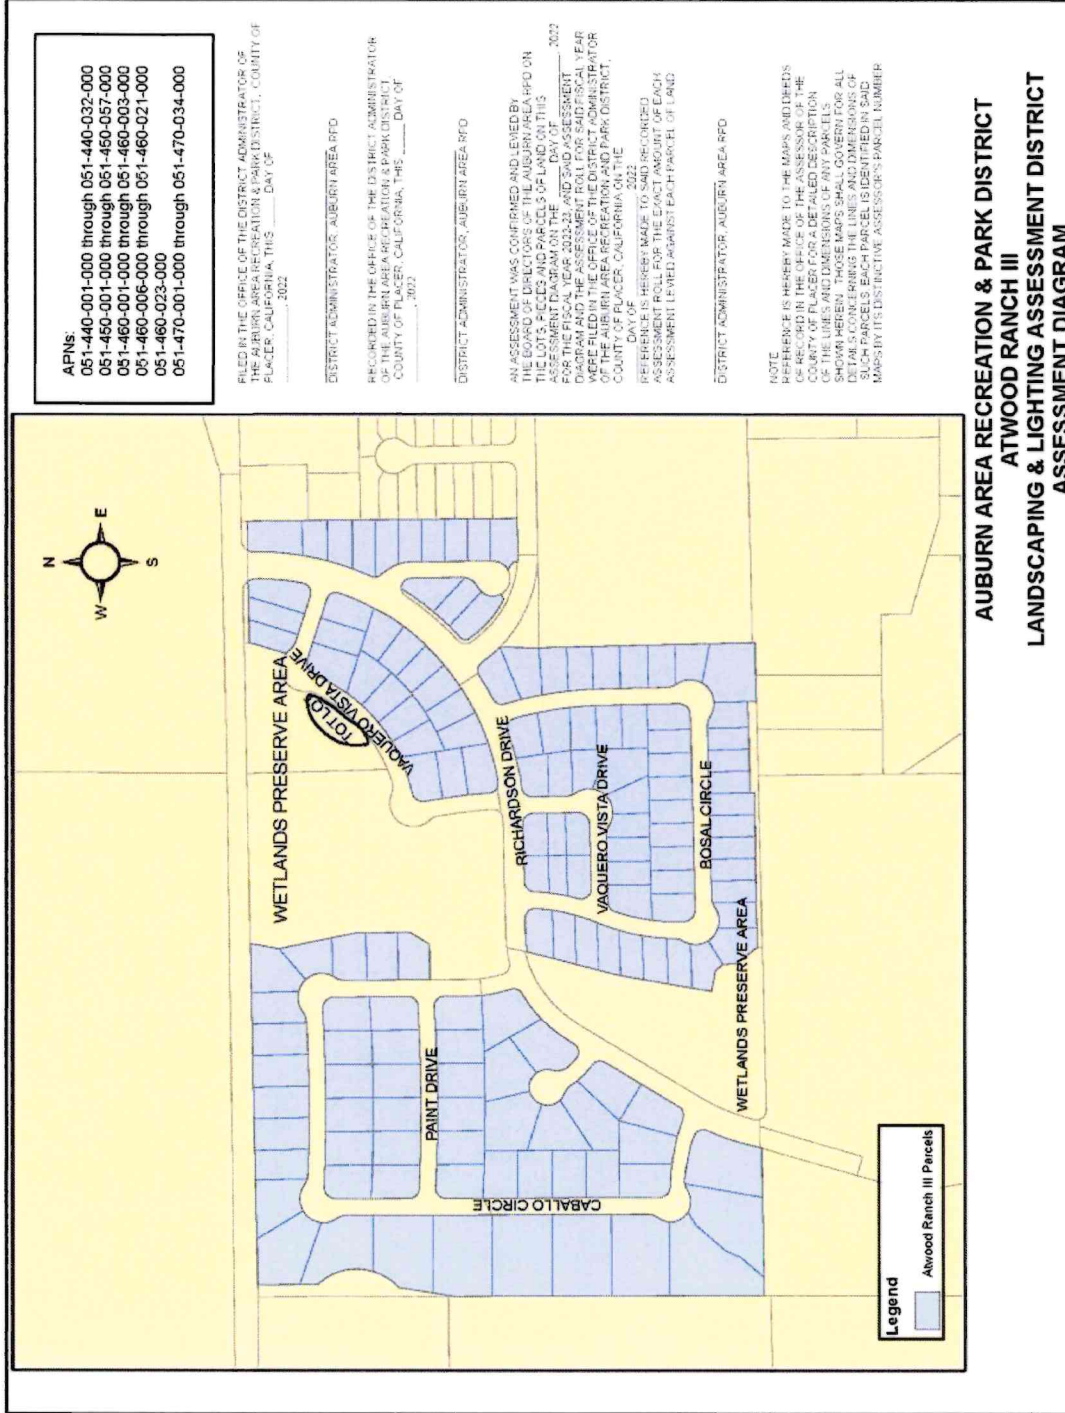 APNs:
051-440-001-000 through 051-440-032-000
051-450-001-000 through 051-450-057-000
051-460-001-000 through 051-460-003-000
051-460-006-000 through 051-460-021-000
051-460-023-000
051-470-001-000 through 051-470-034-000
FILED IN THE OFFICE OF THE DISTRICT ADMINISTRATOR OF
THE AUBURN AREA RECREATION & PARK DISTRICT, COUNTY OF
PLACER, CALIFORNIA, THIS ____ DAY OF
________, 2022
DISTRICT ADMINISTRATOR, AUBURN AREA RPD
RECORDED IN THE OFFICE OF THE DISTRICT ADMINISTRATOR
OF THE AUBURN AREA RECREATION & PARK DISTRICT,
COUNTY OF PLACER, CALIFORNIA, THIS ____ DAY OF
________, 2022
DISTRICT ADMINISTRATOR, AUBURN AREA RPD
AN ASSESSMENT WAS CONFIRMED AND LEVIED BY
THE BOARD OF DIRECTORS OF THE AUBURN AREA RPD ON
THE LOTS, PIECES AND PARCELS OF LAND ON THIS
ASSESSMENT DIAGRAM ON THE ____ DAY OF ________, 2022
FOR THE FISCAL YEAR 2022-23, AND SAID ASSESSMENT
DIAGRAM AND THE ASSESSMENT ROLL FOR SAID FISCAL YEAR
WERE FILED IN THE OFFICE OF THE DISTRICT ADMINISTRATOR
OF THE AUBURN AREA RECREATION AND PARK DISTRICT,
COUNTY OF PLACER, CALIFORNIA ON THE
____ DAY OF ________, 2022
REFERENCE IS HEREBY MADE TO SAID RECORDED
ASSESSMENT ROLL FOR THE EXACT AMOUNT OF EACH
ASSESSMENT LEVIED AGAINST EACH PARCEL OF LAND
DISTRICT ADMINISTRATOR, AUBURN AREA RPD
NOTE
REFERENCE IS HEREBY MADE TO THE MAPS AND DEEDS
OF RECORD IN THE OFFICE OF THE ASSESSOR OF THE
COUNTY OF PLACER FOR A DETAILED DESCRIPTION
OF THE LINES AND DIMENSIONS OF ANY PARCELS
SHOWN HEREIN. THOSE MAPS SHALL GOVERN FOR ALL
DETAILS CONCERNING THE LINES AND DIMENSIONS OF
SUCH PARCELS. EACH PARCEL IS IDENTIFIED IN SAID
MAPS BY ITS DISTINCTIVE ASSESSOR'S PARCEL NUMBER
N
W
E
S
WETLANDS PRESERVE AREA
TOT LO
VAQUERO VISTA DRIVE
RICHARDSON DRIVE
VAQUERO VISTA DRIVE
BOSAL CIRCLE
PAINT DRIVE
CABALLO CIRCLE
WETLANDS PRESERVE AREA
Legend
Atwood Ranch III Parcels
AUBURN AREA RECREATION & PARK DISTRICT
ATWOOD RANCH III
LANDSCAPING & LIGHTING ASSESSMENT DISTRICT
ASSESSMENT DIAGRAM